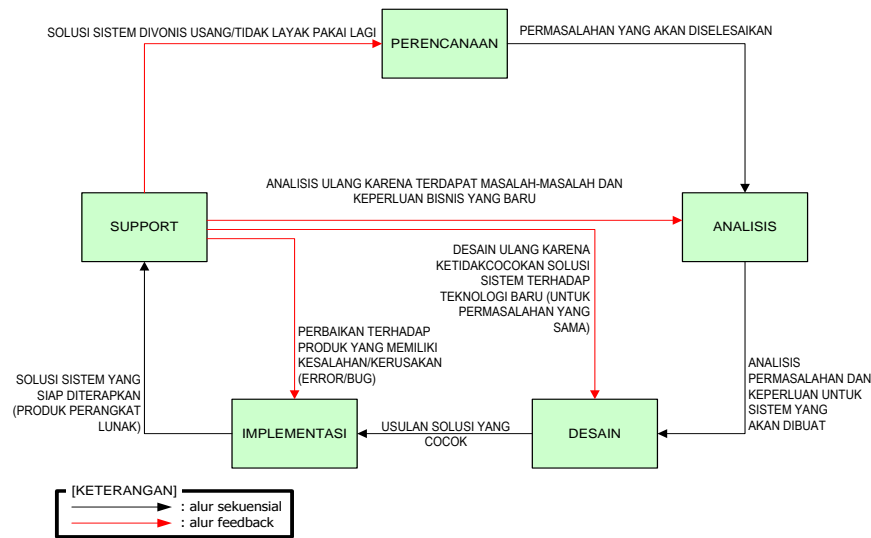 SOLUSI SISTEM DIVONIS USANG/TIDAK LAYAK PAKAI LAGI
PERENCANAAN
PERMASALAHAN YANG AKAN DISELESAIKAN
ANALISIS ULANG KARENA TERDAPAT MASALAH-MASALAH DAN
KEPERLUAN BISNIS YANG BARU
SUPPORT
ANALISIS
DESAIN ULANG KARENA
KETIDAKCOCOKAN SOLUSI
SISTEM TERHADAP
TEKNOLOGI BARU (UNTUK
PERMASALAHAN YANG
SAMA)
PERBAIKAN TERHADAP
PRODUK YANG MEMILIKI
KESALAHAN/KERUSAKAN
(ERROR/BUG)
SOLUSI SISTEM YANG
SIAP DITERAPKAN
(PRODUK PERANGKAT
LUNAK)
ANALISIS
PERMASALAHAN DAN
KEPERLUAN UNTUK
SISTEM YANG
AKAN DIBUAT
IMPLEMENTASI
USULAN SOLUSI YANG
COCOK
DESAIN
[KETERANGAN]
: alur sekuensial
: alur feedback